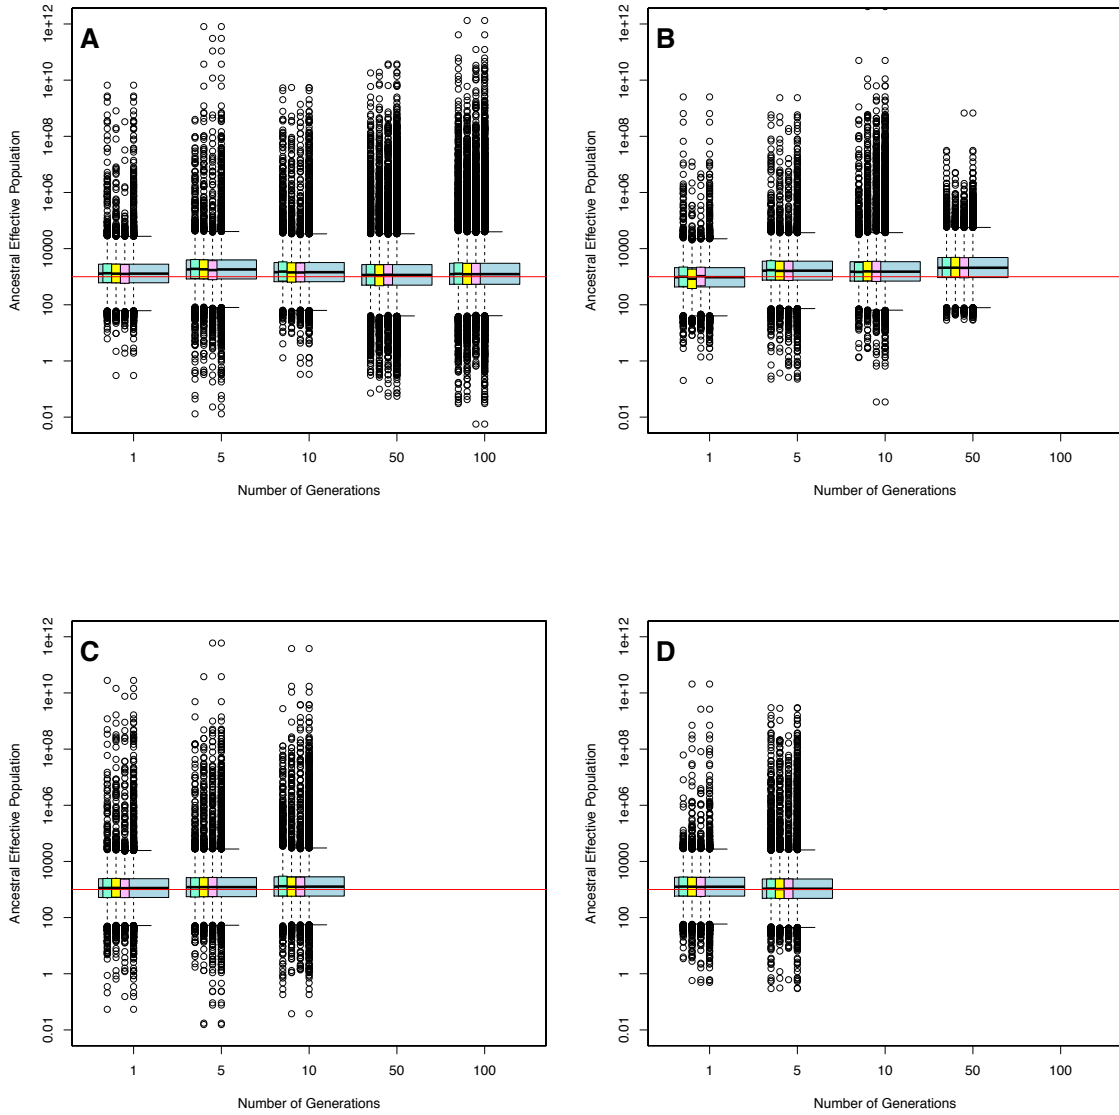 A
Ancestral Effective Population
1e+12
1e+10
1e+08
1e+06
10000
100
1
0.01
1 5 10 50 100
Number of Generations
B
Ancestral Effective Population
1e+12
1e+10
1e+08
1e+06
10000
100
1
0.01
1 5 10 50 100
Number of Generations
C
Ancestral Effective Population
1e+12
1e+10
1e+08
1e+06
10000
100
1
0.01
1 5 10 50 100
Number of Generations
D
Ancestral Effective Population
1e+12
1e+10
1e+08
1e+06
10000
100
1
0.01
1 5 10 50 100
Number of Generations